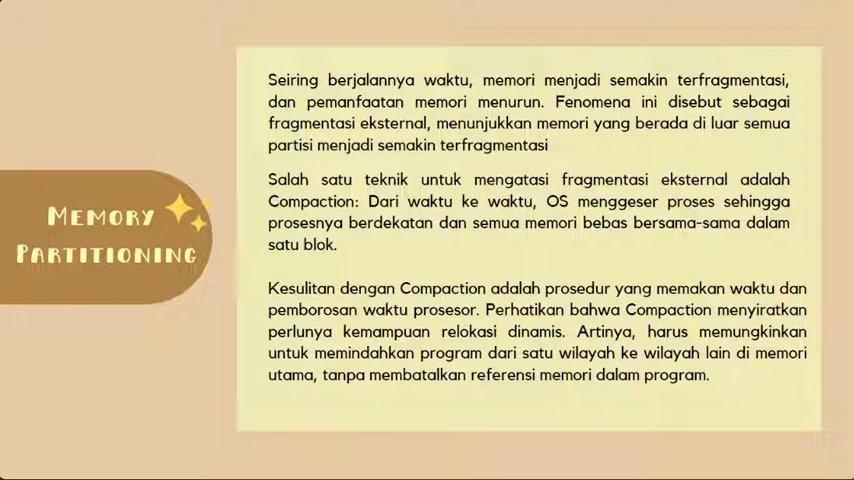 Memory
Partitioning
Seiring berjalannya waktu, memori menjadi semakin terfragmentasi,
dan pemanfaatan memori menurun. Fenomena ini disebut sebagai
fragmentasi eksternal, menunjukkan memori yang berada di luar semua
partisi menjadi semakin terfragmentasi
Salah satu teknik untuk mengatasi fragmentasi eksternal adalah
Compaction: Dari waktu ke waktu, OS menggeser proses sehingga
prosesnya berdekatan dan semua memori bebas bersama-sama dalam
satu blok.
Kesulitan dengan Compaction adalah prosedur yang memakan waktu dan
pemborosan waktu prosesor. Perhatikan bahwa Compaction menyiratkan
perlunya kemampuan relokasi dinamis. Artinya, harus memungkinkan
untuk memindahkan program dari satu wilayah ke wilayah lain di memori
utama, tanpa membatalkan referensi memori dalam program.